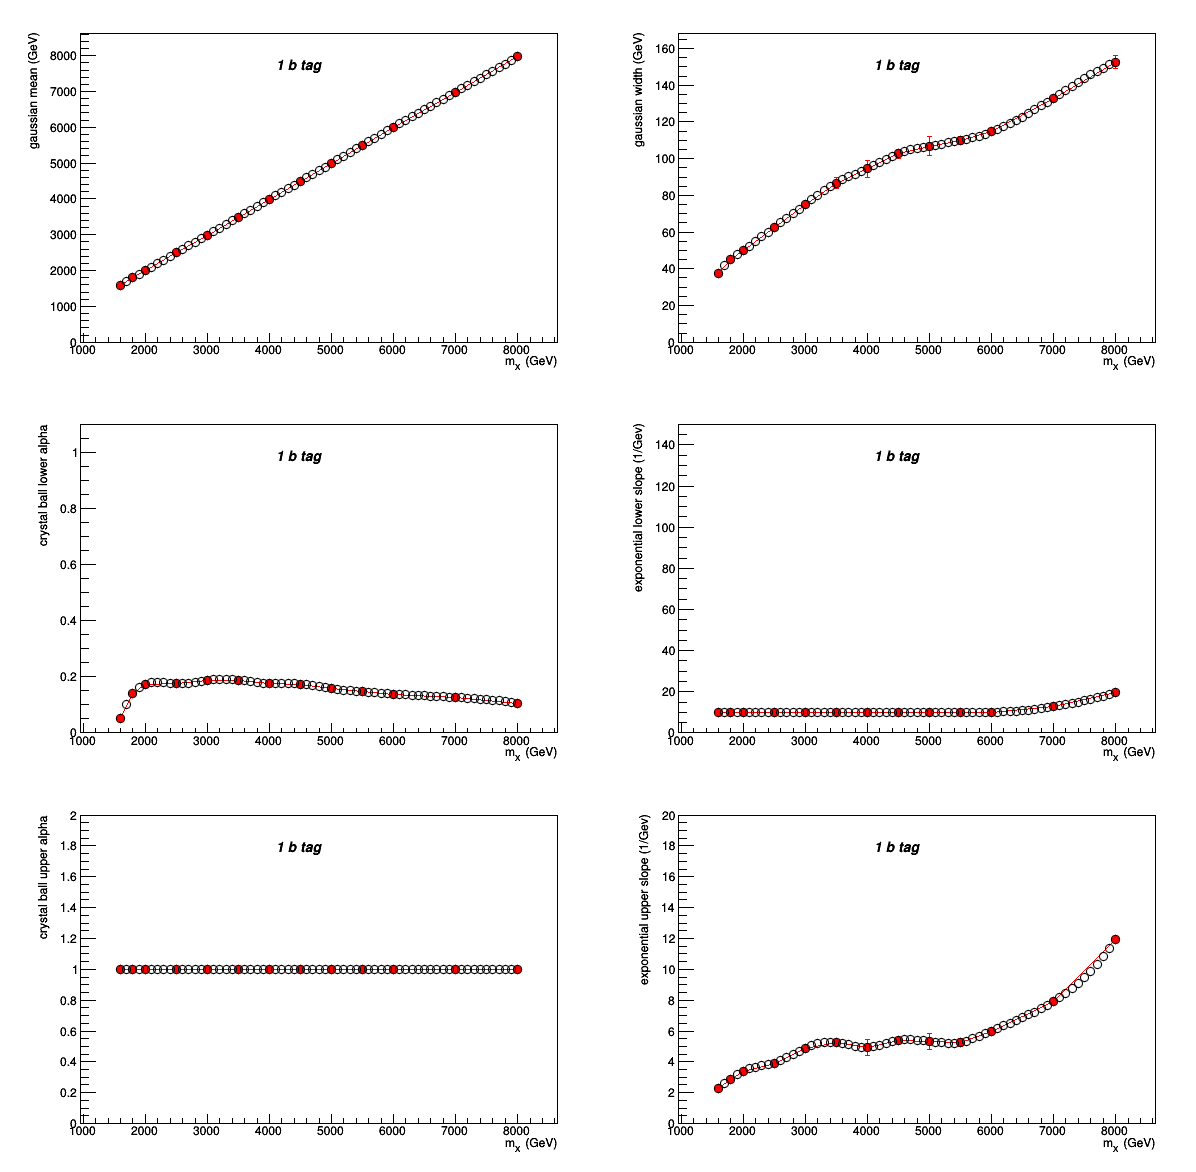 gaussian mean (GeV)
1 b tag
8000
7000
6000
5000
4000
3000
2000
1000
0
1000 2000 3000 4000 5000 6000 7000 8000
m_x (GeV)
gaussian width (GeV)
1 b tag
160
140
120
100
80
60
40
20
0
1000 2000 3000 4000 5000 6000 7000 8000
m_x (GeV)
crystal ball lower alpha
1 b tag
1
0.8
0.6
0.4
0.2
0
1000 2000 3000 4000 5000 6000 7000 8000
m_x (GeV)
exponential lower slope (1/Gev)
1 b tag
140
120
100
80
60
40
20
0
1000 2000 3000 4000 5000 6000 7000 8000
m_x (GeV)
crystal ball upper alpha
1 b tag
2
1.8
1.6
1.4
1.2
1
0.8
0.6
0.4
0.2
0
1000 2000 3000 4000 5000 6000 7000 8000
m_x (GeV)
exponential upper slope (1/Gev)
1 b tag
20
18
16
14
12
10
8
6
4
2
0
1000 2000 3000 4000 5000 6000 7000 8000
m_x (GeV)